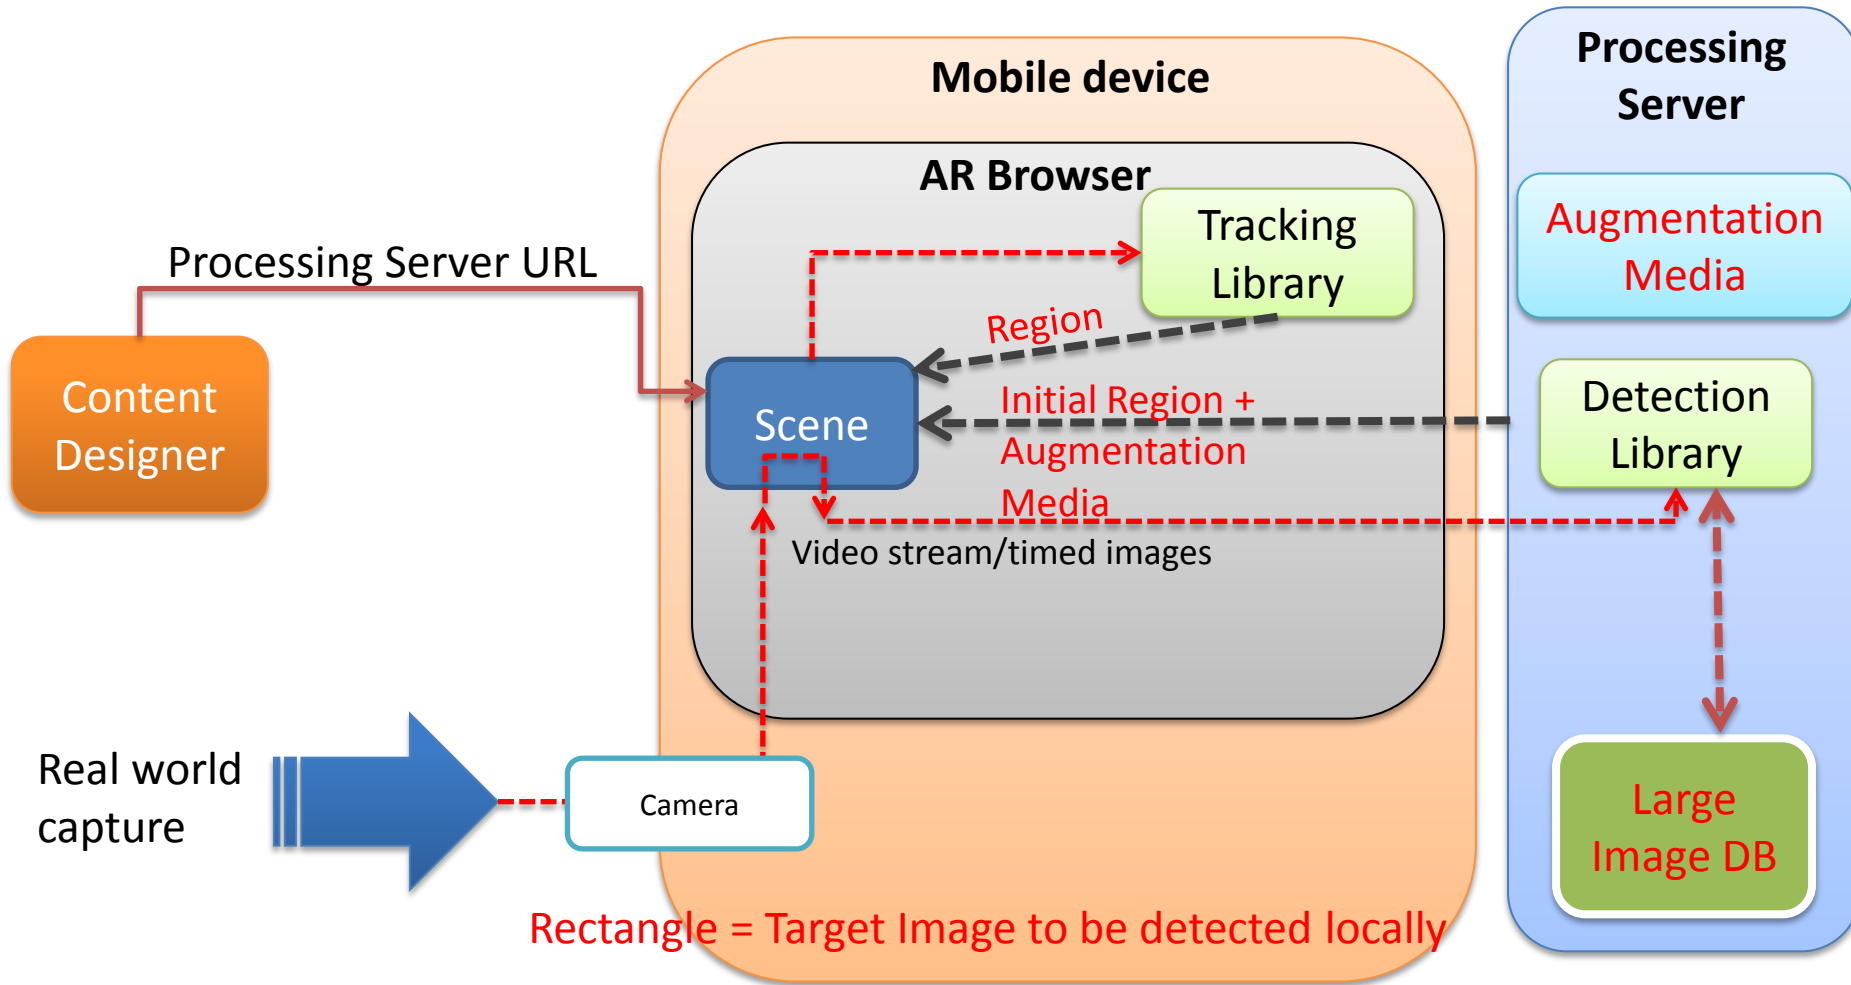 Processing
Server
Mobile device
AR Browser
Tracking
Library
Augmentation
Media
Processing Server URL
Region
Content
Designer
Scene
Initial Region +
Augmentation
Media
Detection
Library
Video stream/timed images
Real world
capture
Camera
Large
Image DB
Rectangle = Target Image to be detected locally